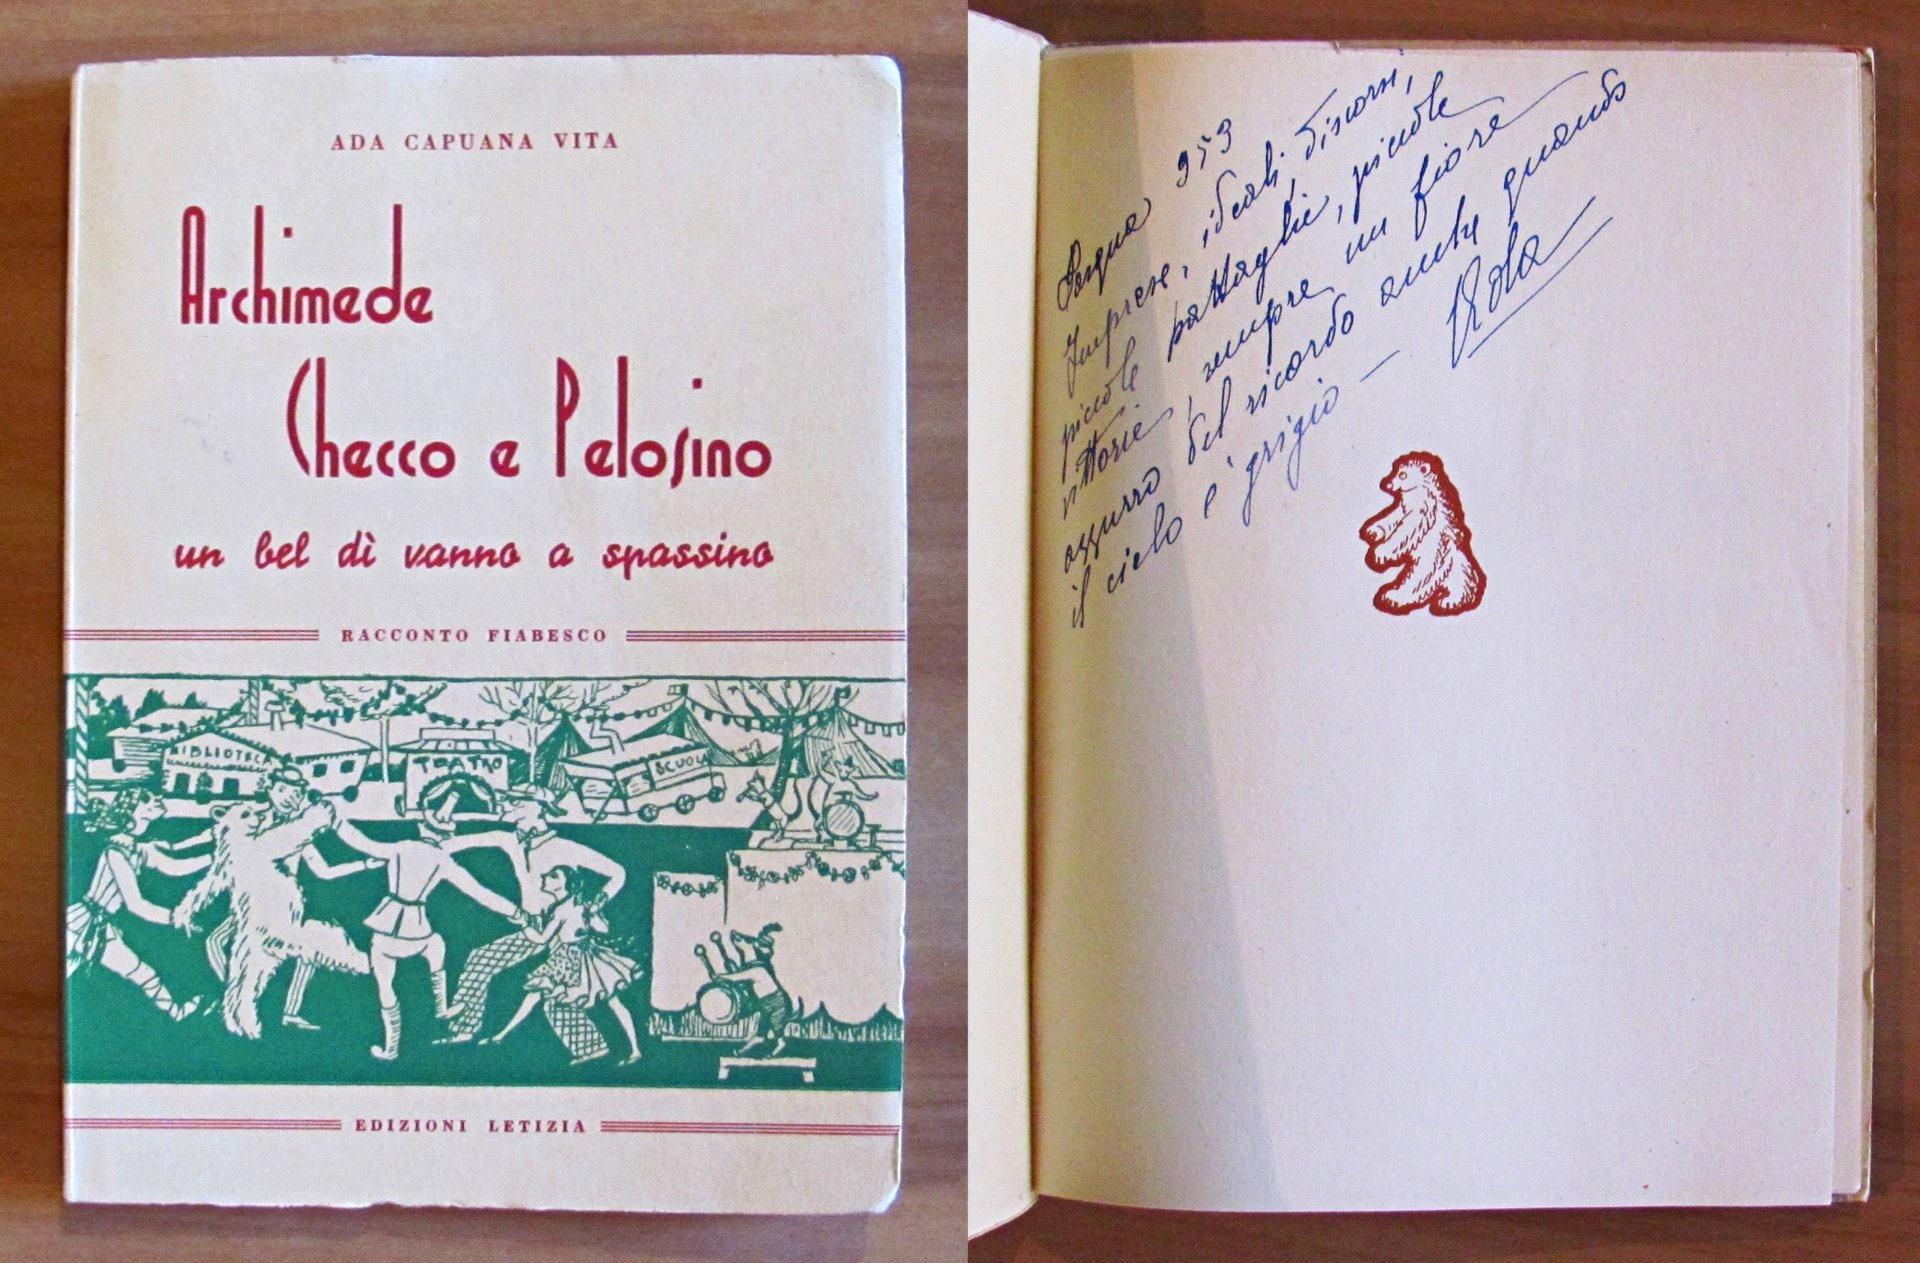 ADA CAPUANA VITA
Archimede
Checco e Pelosino
un bel dì vanno a spassino
RACCONTO FIABESCO
BIBLIOTECA
TEATRO
SCUOLA
EDIZIONI LETIZIA
Pasqua 953
Imprese, ideali, discorsi,
piccole battaglie, piccole
vittorie, sempre un fiore
azzurro del ricordo anche quando
il cielo è grigio —